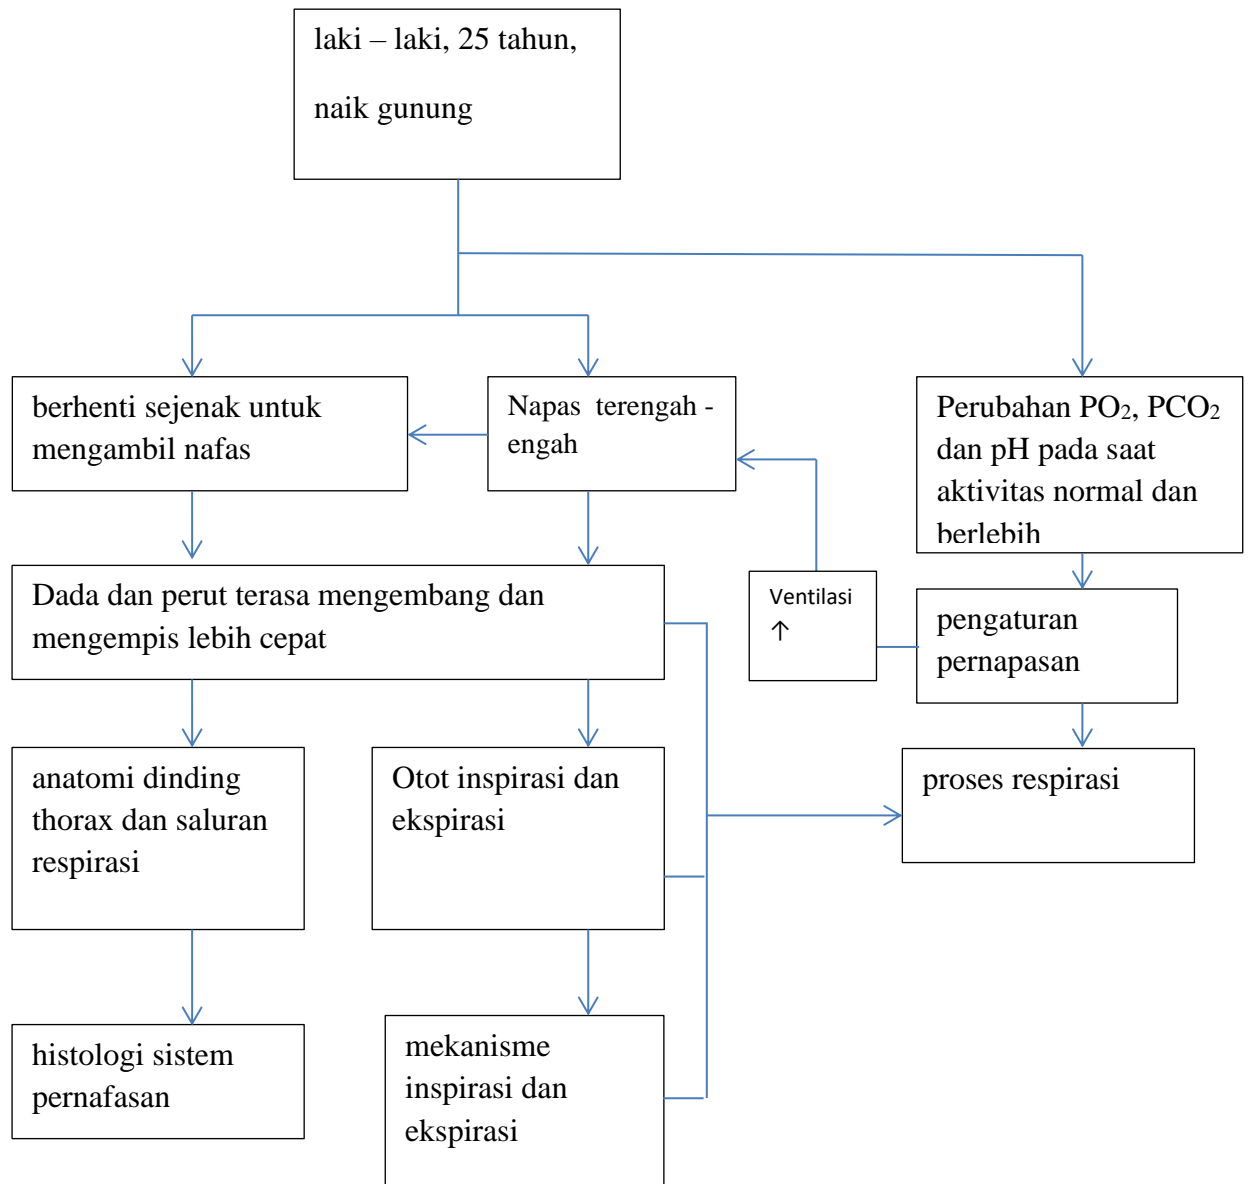 laki – laki, 25 tahun,
naik gunung
berhenti sejenak untuk
mengambil nafas
Napas terengah -
engah
Perubahan PO₂, PCO₂
dan pH pada saat
aktivitas normal dan
berlebih
Dada dan perut terasa mengembang dan
mengempis lebih cepat
Ventilasi
↑
pengaturan
pernapasan
anatomi dinding
thorax dan saluran
respirasi
Otot inspirasi dan
ekspirasi
proses respirasi
histologi sistem
pernafasan
mekanisme
inspirasi dan
ekspirasi